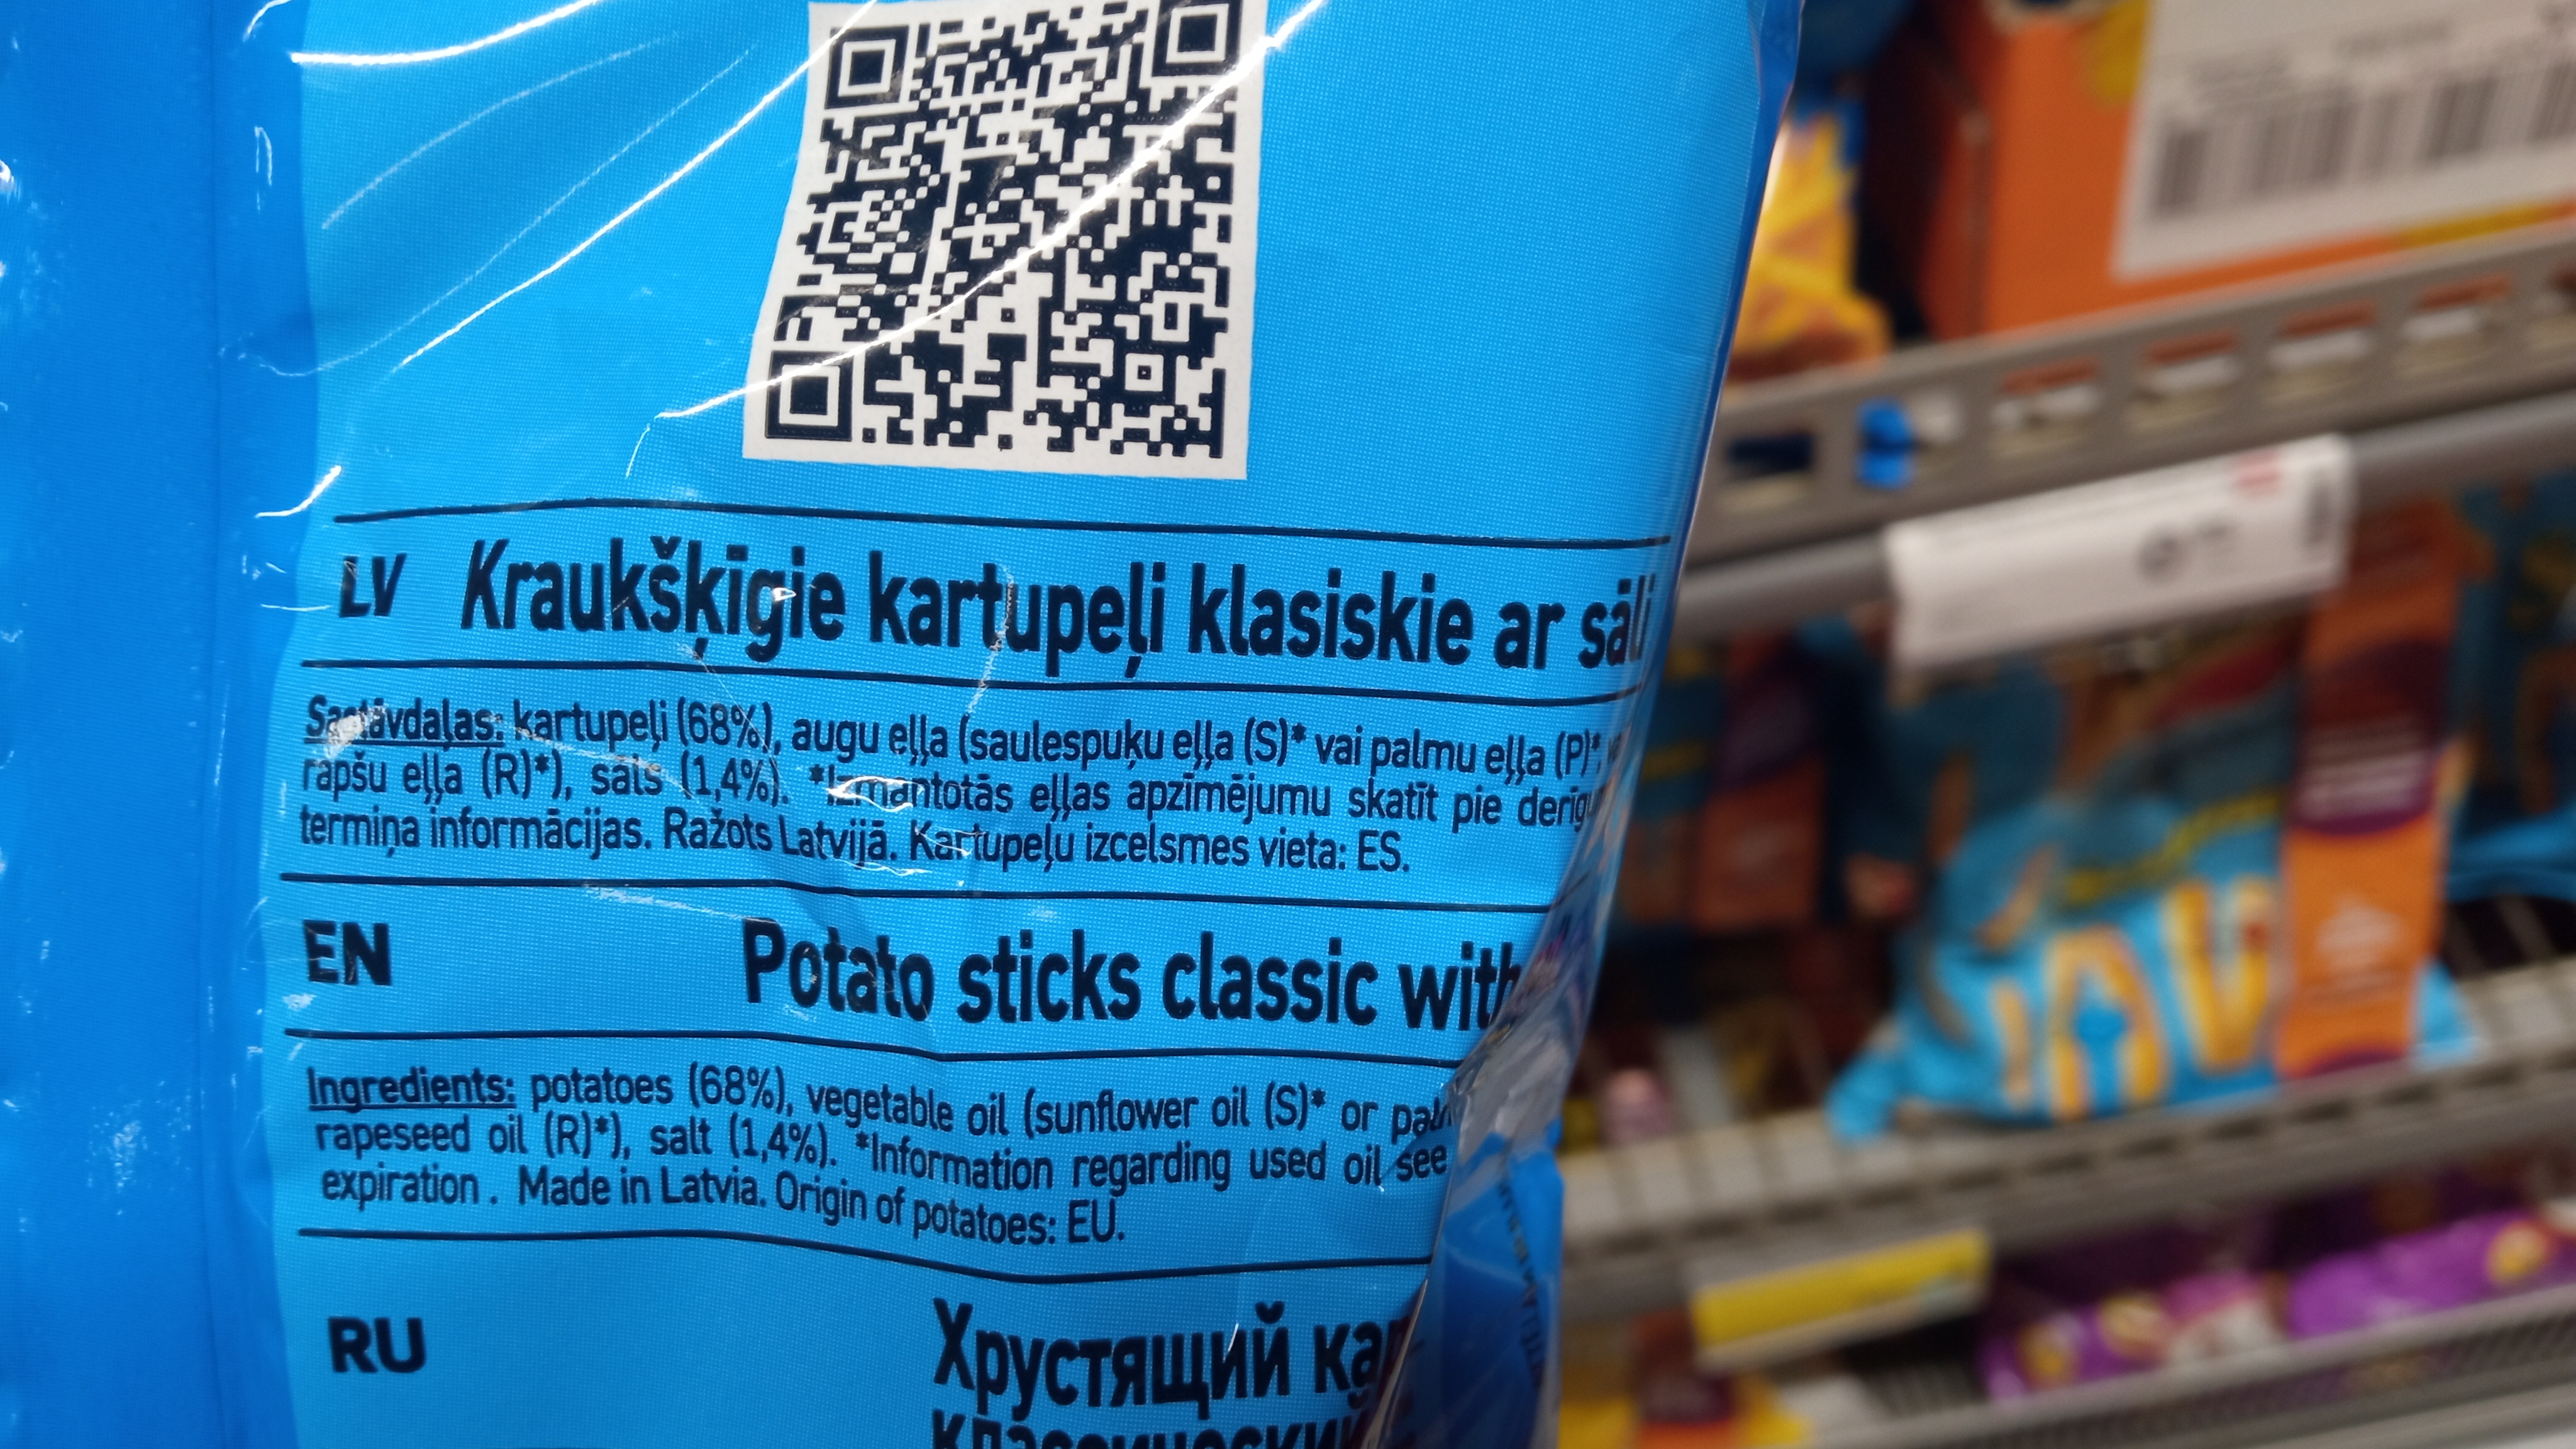 LV Kraukšķīgie kartupeļi klasiskie ar sāli
Sastāvdaļas: kartupeļi (68%), augu eļļa (saulespuķu eļļa (S)* vai palmu eļļa (P)*,
rapšu eļļa (R)*), sāls (1,4%). *Izmantotās eļļas apzīmējumu skatīt pie
termiņa informācijas. Ražots Latvijā. Kartupeļu izcelsmes vieta: ES.
EN Potato sticks classic with
Ingredients: potatoes (68%), vegetable oil (sunflower oil (S)* or
rapeseed oil (R)*), salt (1,4%). *Information regarding used oil see
expiration. Made in Latvia. Origin of potatoes: EU.
RU Хрустящий